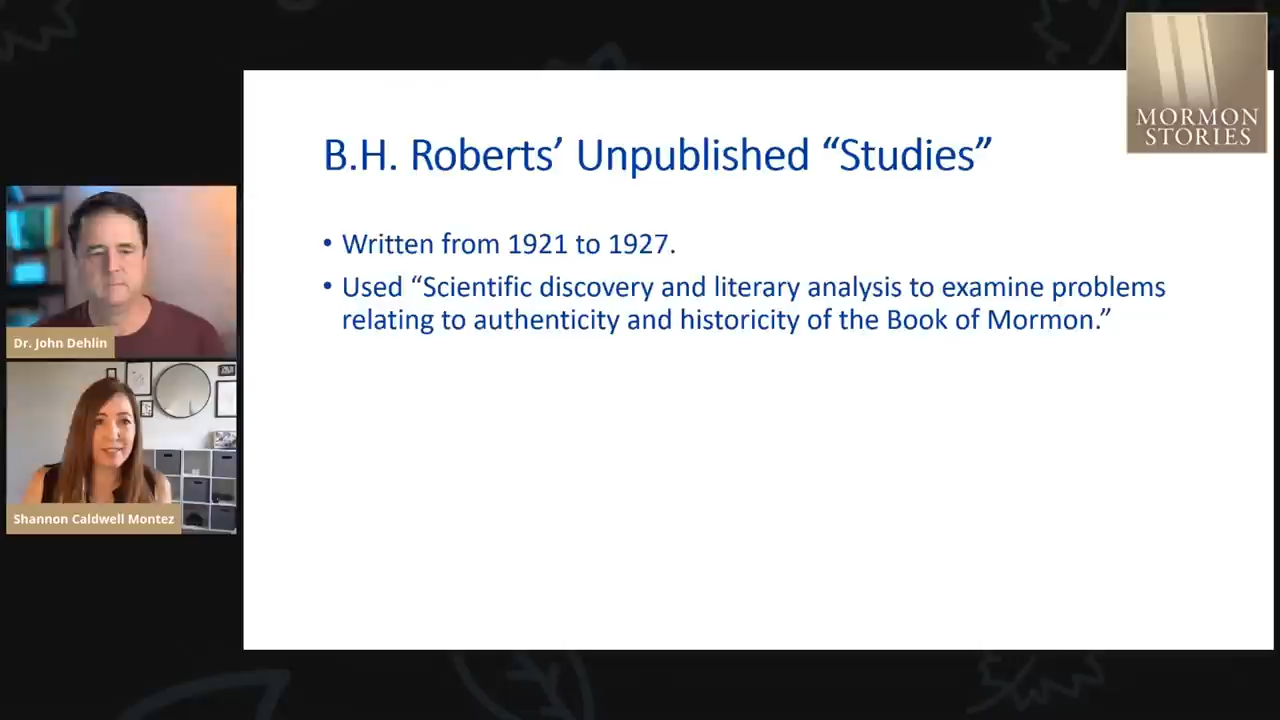 MORMON
STORIES
B.H. Roberts’ Unpublished “Studies”
• Written from 1921 to 1927.
• Used “Scientific discovery and literary analysis to examine problems
relating to authenticity and historicity of the Book of Mormon.”
Dr. John Dehlin
Shannon Caldwell Montez